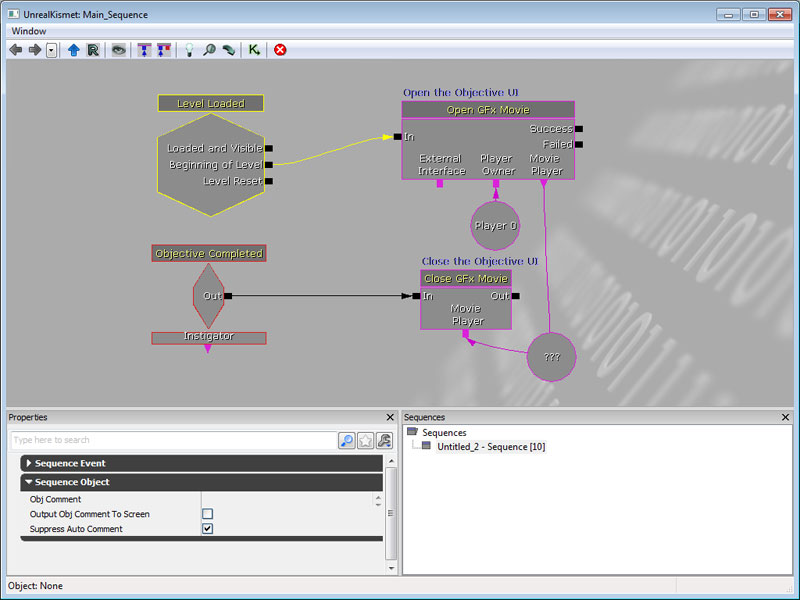 UnrealKismet: Main_Sequence
Window
Open the Objective UI
Level Loaded
Open GFx Movie
Loaded and Visible
Beginning of Level
Level Reset
In
Success
Failed
External Interface
Player Owner
Movie Player
Player 0
Objective Completed
Out
Instigator
Close the Objective UI
Close GFx Movie
In
Out
Movie Player
???
Properties
Type here to search
Sequence Event
Sequence Object
Obj Comment
Output Obj Comment To Screen
Suppress Auto Comment
Sequences
Sequences
Untitled_2 - Sequence [10]
Object: None